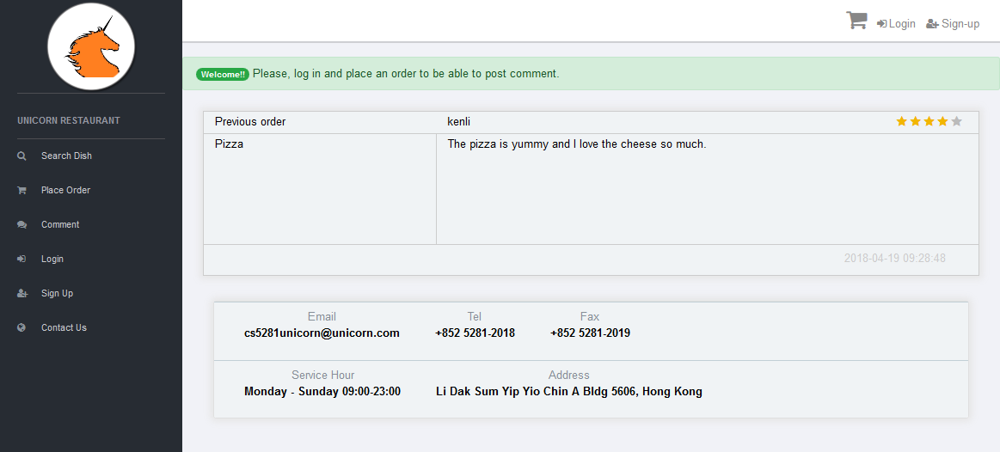 Login Sign-up
UNICORN RESTAURANT
Search Dish
Place Order
Comment
Login
Sign Up
Contact Us
Welcome!! Please, log in and place an order to be able to post comment.
Previous order kenli
Pizza The pizza is yummy and I love the cheese so much.
2018-04-19 09:28:48
Email Tel Fax
cs5281unicorn@unicorn.com +852 5281-2018 +852 5281-2019
Service Hour Address
Monday - Sunday 09:00-23:00 Li Dak Sum Yip Yio Chin A Bldg 5606, Hong Kong